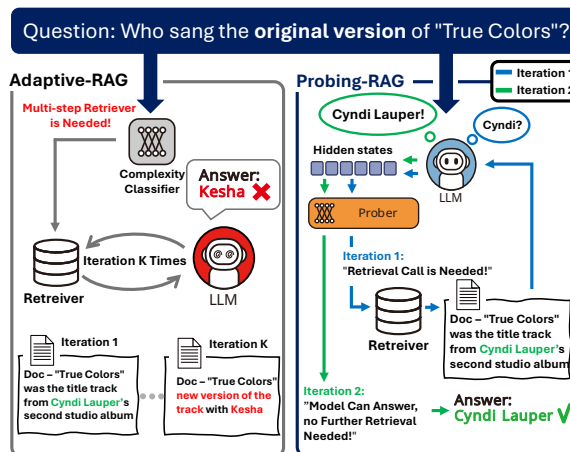 Question: Who sang the original version of "True Colors"?
Adaptive-RAG
Multi-step Retriever
is Needed!
Complexity
Classifier
Answer:
Kesha
Iteration K Times
Retreiver
LLM
Iteration 1
Doc – "True Colors"
was the title track
from Cyndi Lauper's
second studio album
Iteration K
Doc – "True Colors"
new version of the
track with Kesha
Probing-RAG
Iteration 1
Iteration 2
Cyndi Lauper!
Cyndi?
Hidden states
LLM
Prober
Iteration 1:
"Retrieval Call is Needed!"
Retreiver
Doc – "True Colors"
was the title track
from Cyndi Lauper's
second studio album
Iteration 2:
"Model Can Answer,
no Further Retrieval
Needed!"
Answer:
Cyndi Lauper